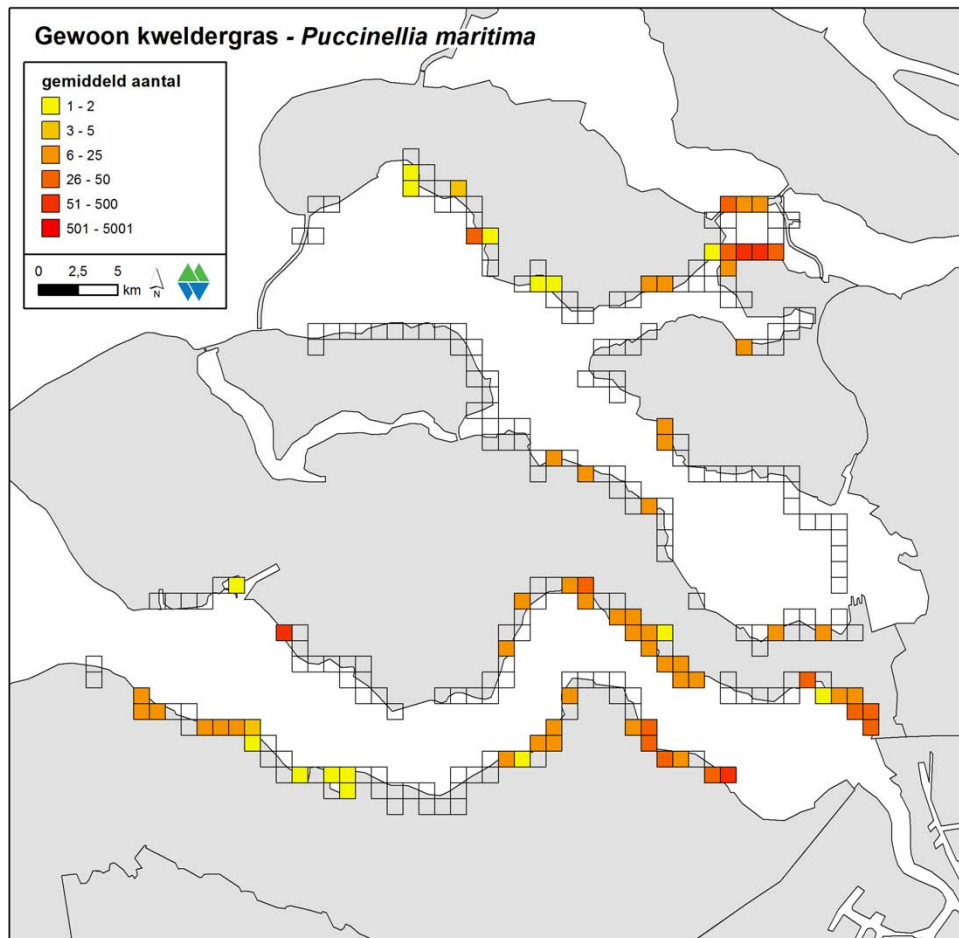 Gewoon kweldergras - Puccinellia maritima
gemiddeld aantal
1 - 2
3 - 5
6 - 25
26 - 50
51 - 500
501 - 5001
0 2,5 5
km N